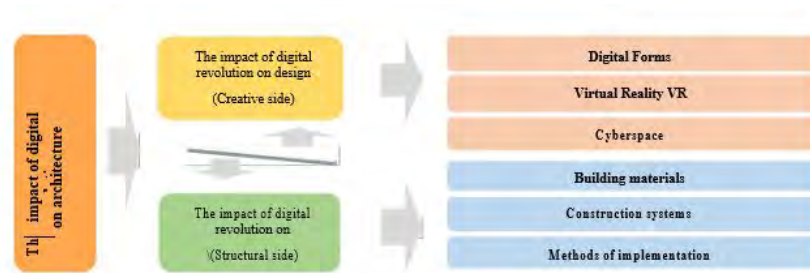 Th impact of digital
on architecture
The impact of digital
revolution on design
(Creative side)
The impact of digital
revolution on
\(Structural side)
Digital Forms
Virtual Reality VR
Cyberspace
Building materials
Construction systems
Methods of implementation